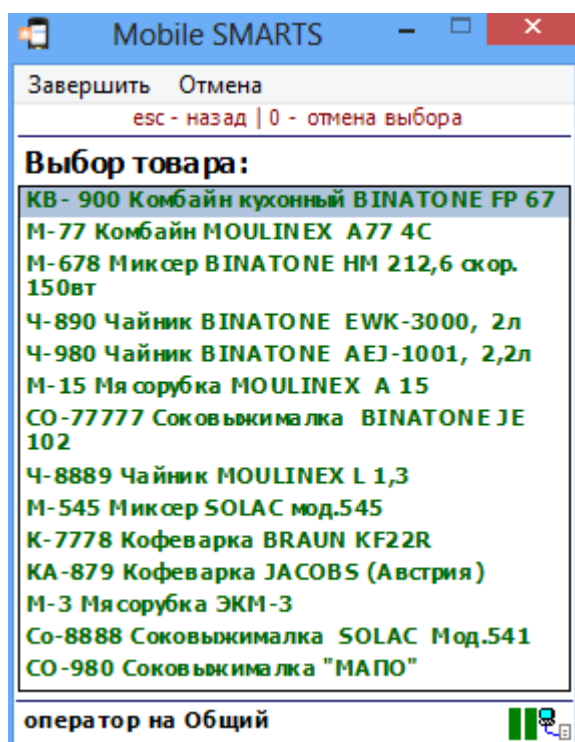 Mobile SMARTS
Завершить Отмена
esc - назад | 0 - отмена выбора
Выбор товара:
КВ- 900 Комбайн кухонный BINATONE FP 67
М-77 Комбайн MOULINEX A77 4C
М-678 Миксер BINATONE HM 212,6 скор.
150вт
Ч-890 Чайник BINATONE EWK-3000, 2л
Ч-980 Чайник BINATONE AEJ-1001, 2,2л
М-15 Мясорубка MOULINEX A 15
СО-77777 Соковыжималка BINATONE JE
102
Ч-8889 Чайник MOULINEX L 1,3
М-545 Миксер SOLAC мод.545
К-7778 Кофеварка BRAUN KF22R
КА-879 Кофеварка JACOBS (Австрия)
М-3 Мясорубка ЭКМ-3
Со-8888 Соковыжималка SOLAC Мод.541
СО-980 Соковыжималка "МАПО"
оператор на Общий